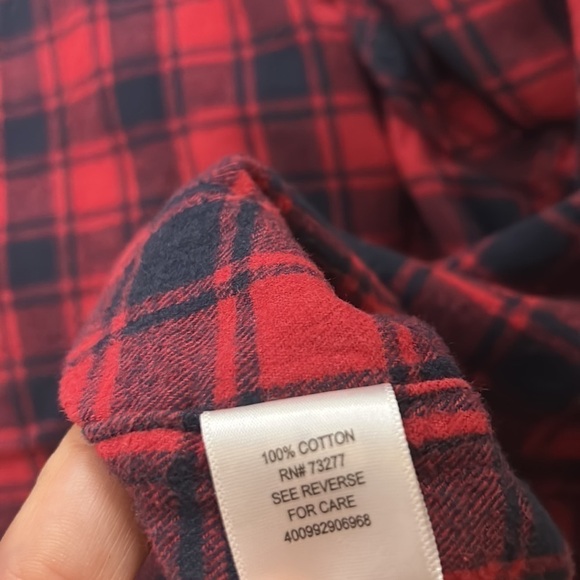 100% COTTON
RN# 73277
SEE REVERSE
FOR CARE
400992906968